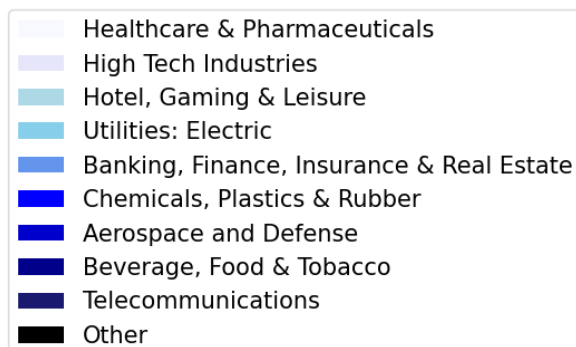 Healthcare & Pharmaceuticals
High Tech Industries
Hotel, Gaming & Leisure
Utilities: Electric
Banking, Finance, Insurance & Real Estate
Chemicals, Plastics & Rubber
Aerospace and Defense
Beverage, Food & Tobacco
Telecommunications
Other